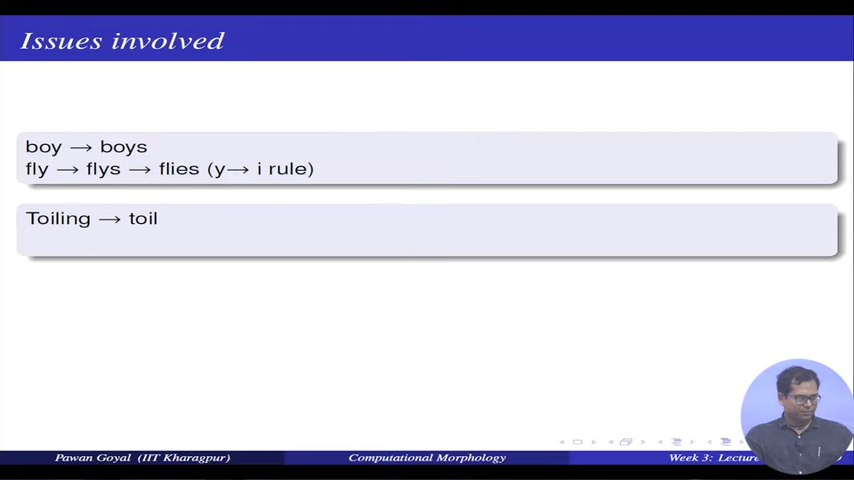 Issues involved
boy → boys
fly → flys → flies (y→ i rule)
Toiling → toil
Pawan Goyal (IIT Kharagpur)
Computational Morphology
Week 3: Lecture